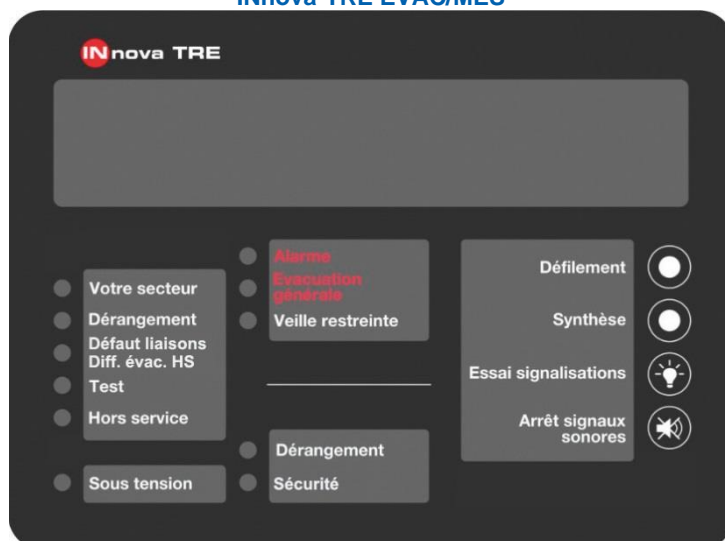 INnova TRE EVAC/MES
INnova TRE
Alarme
Evacuation
générale
Veille restreinte
Votre secteur
Dérangement
Défaut liaisons
Diff. évac. HS
Test
Hors service
Sous tension
Dérangement
Sécurité
Défilement
Synthèse
Essai signalisations
Arrêt signaux
sonores